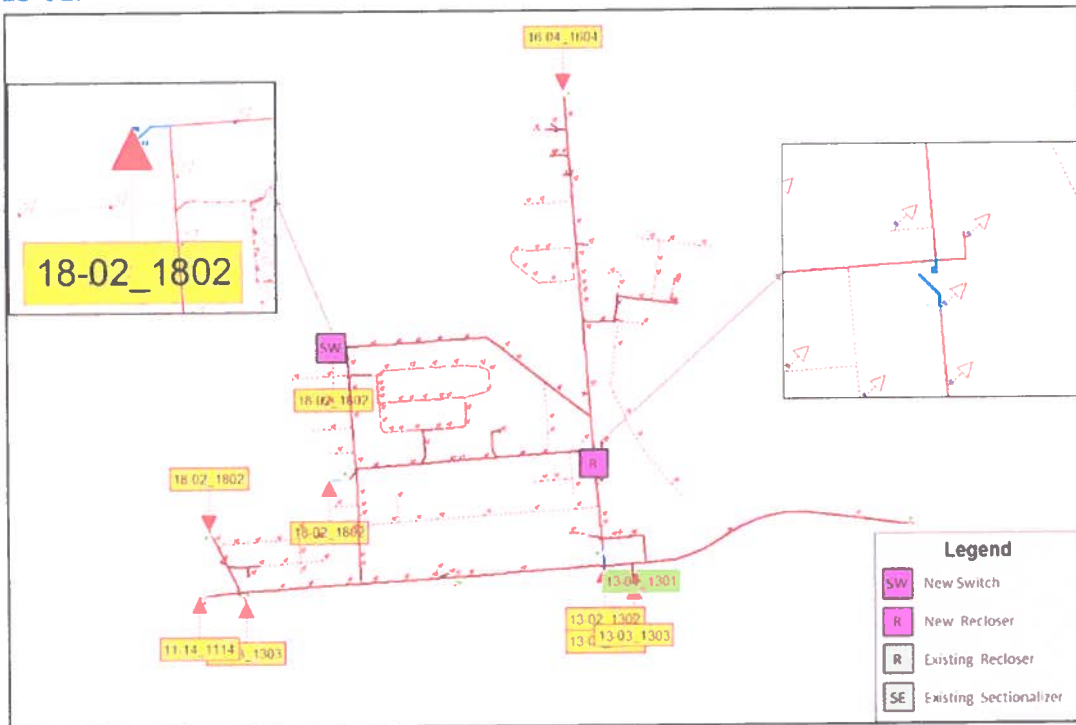 16-04_1604
18-02_1802
SW
18-02_1802
R
18-02_1802
18-02_1802
13-04_1301
13-02_1302
13-03_1303
11-14_1114
Legend
SW New Switch
R New Recloser
R Existing Recloser
SE Existing Sectionalizer